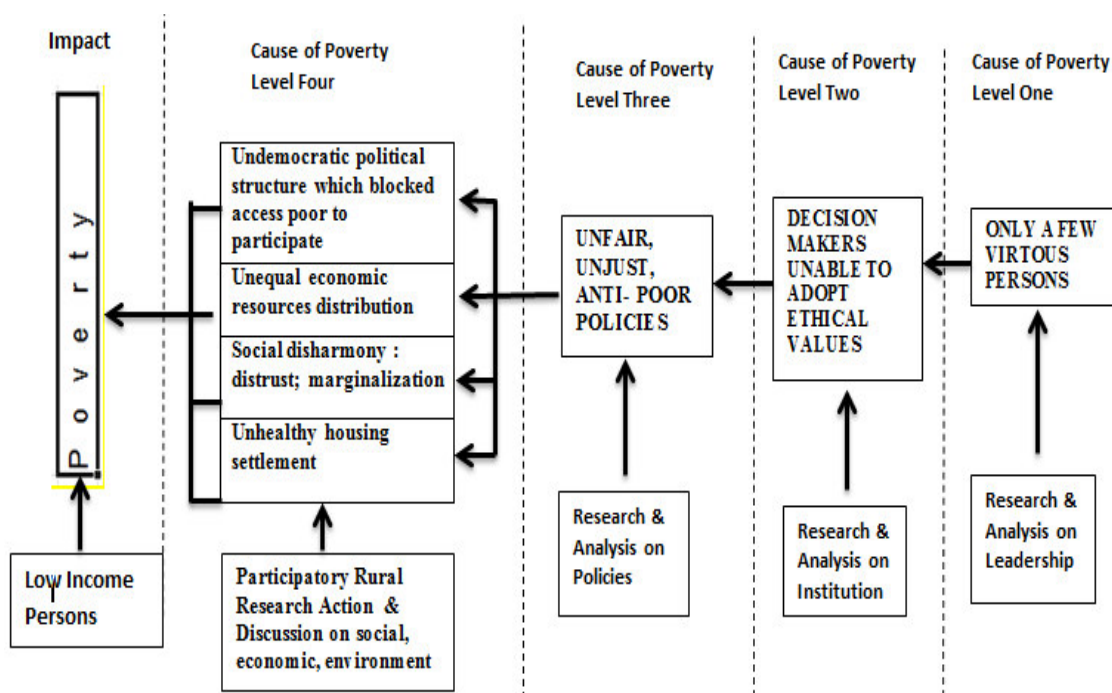 Impact
Poverty
Low Income
Persons
Cause of Poverty
Level Four
Undemocratic political
structure which blocked
access poor to
participate
Unequal economic
resources distribution
Social disharmony :
distrust; marginalization
Unhealthy housing
settlement
Participatory Rural
Research Action &
Discussion on social,
economic, environment
Cause of Poverty
Level Three
UNFAIR,
UNJUST,
ANTI- POOR
POLICIES
Research &
Analysis on
Policies
Cause of Poverty
Level Two
DECISION
MAKERS
UNABLE TO
ADOPT
ETHICAL
VALUES
Research &
Analysis on
Institution
Cause of Poverty
Level One
ONLY A FEW
VIRTOUS
PERSONS
Research &
Analysis on
Leadership